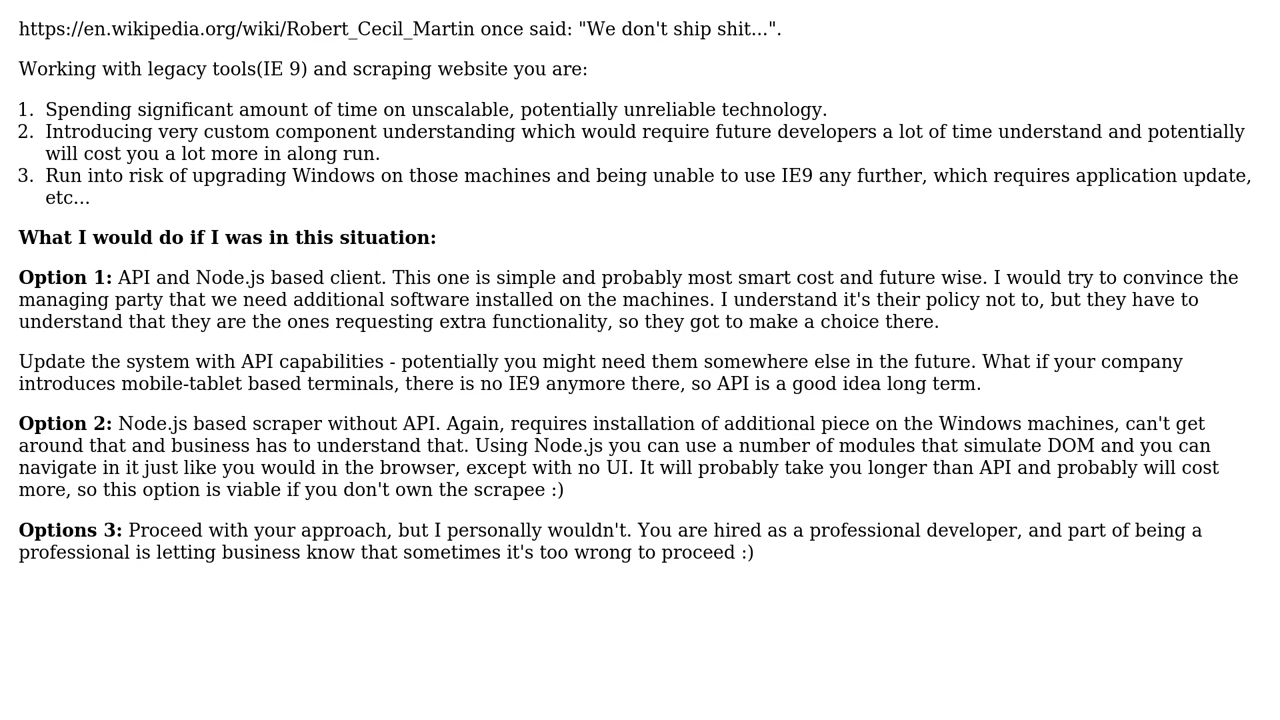 https://en.wikipedia.org/wiki/Robert_Cecil_Martin once said: "We don't ship shit...".
Working with legacy tools(IE 9) and scraping website you are:
1. Spending significant amount of time on unscalable, potentially unreliable technology.
2. Introducing very custom component understanding which would require future developers a lot of time understand and potentially
will cost you a lot more in along run.
3. Run into risk of upgrading Windows on those machines and being unable to use IE9 any further, which requires application update,
etc...
What I would do if I was in this situation:
Option 1: API and Node.js based client. This one is simple and probably most smart cost and future wise. I would try to convince the
managing party that we need additional software installed on the machines. I understand it's their policy not to, but they have to
understand that they are the ones requesting extra functionality, so they got to make a choice there.
Update the system with API capabilities - potentially you might need them somewhere else in the future. What if your company
introduces mobile-tablet based terminals, there is no IE9 anymore there, so API is a good idea long term.
Option 2: Node.js based scraper without API. Again, requires installation of additional piece on the Windows machines, can't get
around that and business has to understand that. Using Node.js you can use a number of modules that simulate DOM and you can
navigate in it just like you would in the browser, except with no UI. It will probably take you longer than API and probably will cost
more, so this option is viable if you don't own the scrapee :)
Options 3: Proceed with your approach, but I personally wouldn't. You are hired as a professional developer, and part of being a
professional is letting business know that sometimes it's too wrong to proceed :)